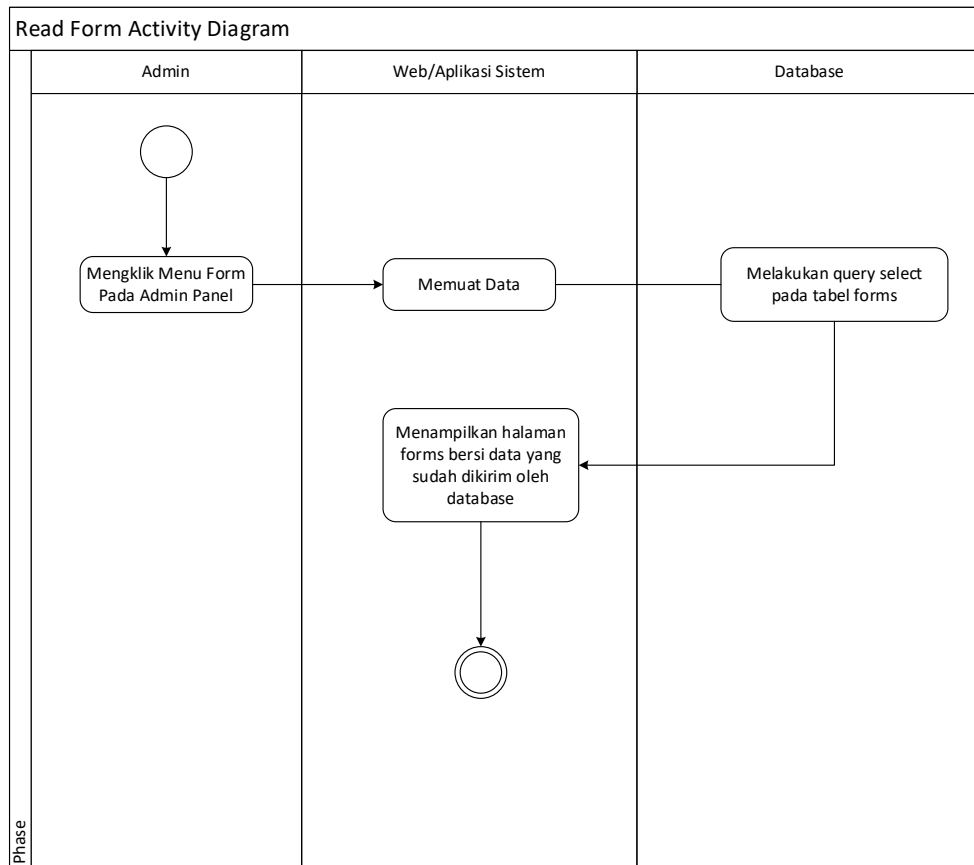 Read Form Activity Diagram
Admin
Web/Aplikasi Sistem
Database
Mengklik Menu Form
Pada Admin Panel
Memuat Data
Melakukan query select
pada tabel forms
Menampilkan halaman
forms bersi data yang
sudah dikirim oleh
database
Phase